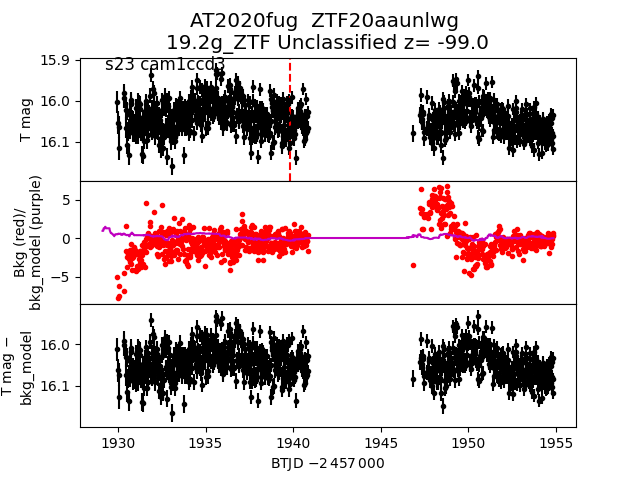 AT2020fug  ZTF20aaunlwg
19.2g_ZTF Unclassified z= -99.0
s23 cam1ccd3
15.9
16.0
16.1
T mag
5
0
−5
Bkg (red)/
bkg_model (purple)
16.0
16.1
T mag −
bkg_model
1930
1935
1940
1945
1950
1955
BTJD −2 457 000